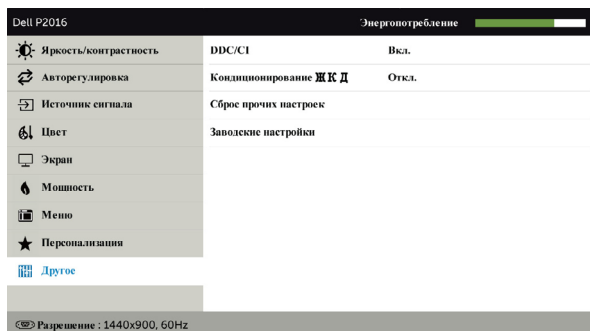 Dell P2016 Энергопотребление
Яркость/контрастность DDC/CI Вкл.
Авторегулировка Кондиционирование ЖКД Откл.
Источник сигнала Сброс прочих настроек
Цвет Заводские настройки
Экран
Мощность
Меню
Персонализация
Другое
Разрешение : 1440x900, 60Hz